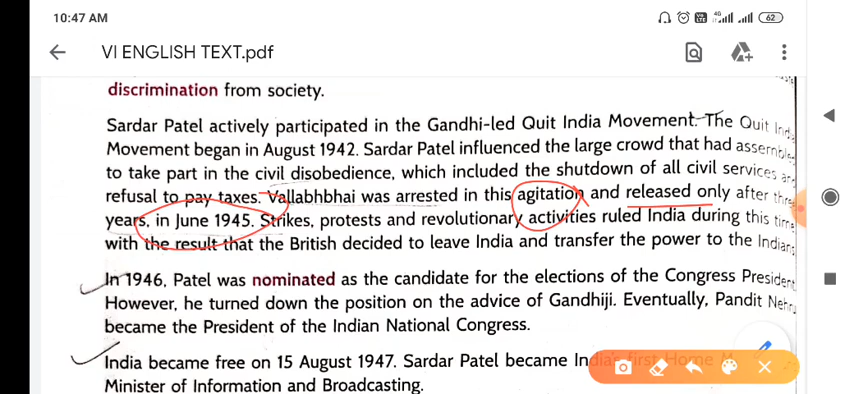 10:47 AM
4G
62
VI ENGLISH TEXT.pdf
discrimination from society.
Sardar Patel actively participated in the Gandhi-led Quit India Movement. The Quit
Movement began in August 1942. Sardar Patel influenced the large crowd that had
to take part in the civil disobedience, which included the shutdown of all civil services
refusal to pay taxes. Vallabhbhai was arrested in this agitation and released only after
years, in June 1945. Strikes, protests and revolutionary activities ruled India during this
with the result that the British decided to leave India and transfer the power to the
In 1946, Patel was nominated as the candidate for the elections of the Congress
However, he turned down the position on the advice of Gandhiji. Eventually, Pandit
became the President of the Indian National Congress.
India became free on 15 August 1947. Sardar Patel became India's first Home
Minister of Information and Broadcasting.